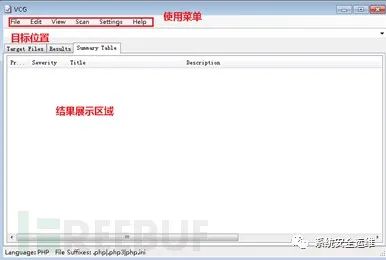 VCG
File Edit View Scan Settings Help
使用菜单
目标位置
Target Files Results Summary Table
Pr... Severity Title Description
结果展示区域
REEBUF
系统安全运维
Language: PHP File Suffixes: .php|.php3|php.ini